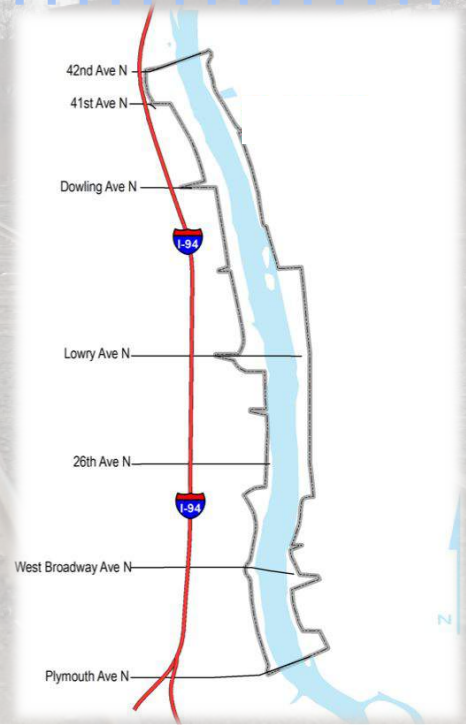 42nd Ave N
41st Ave N
Dowling Ave N
I-94
Lowry Ave N
26th Ave N
I-94
West Broadway Ave N
N
Plymouth Ave N